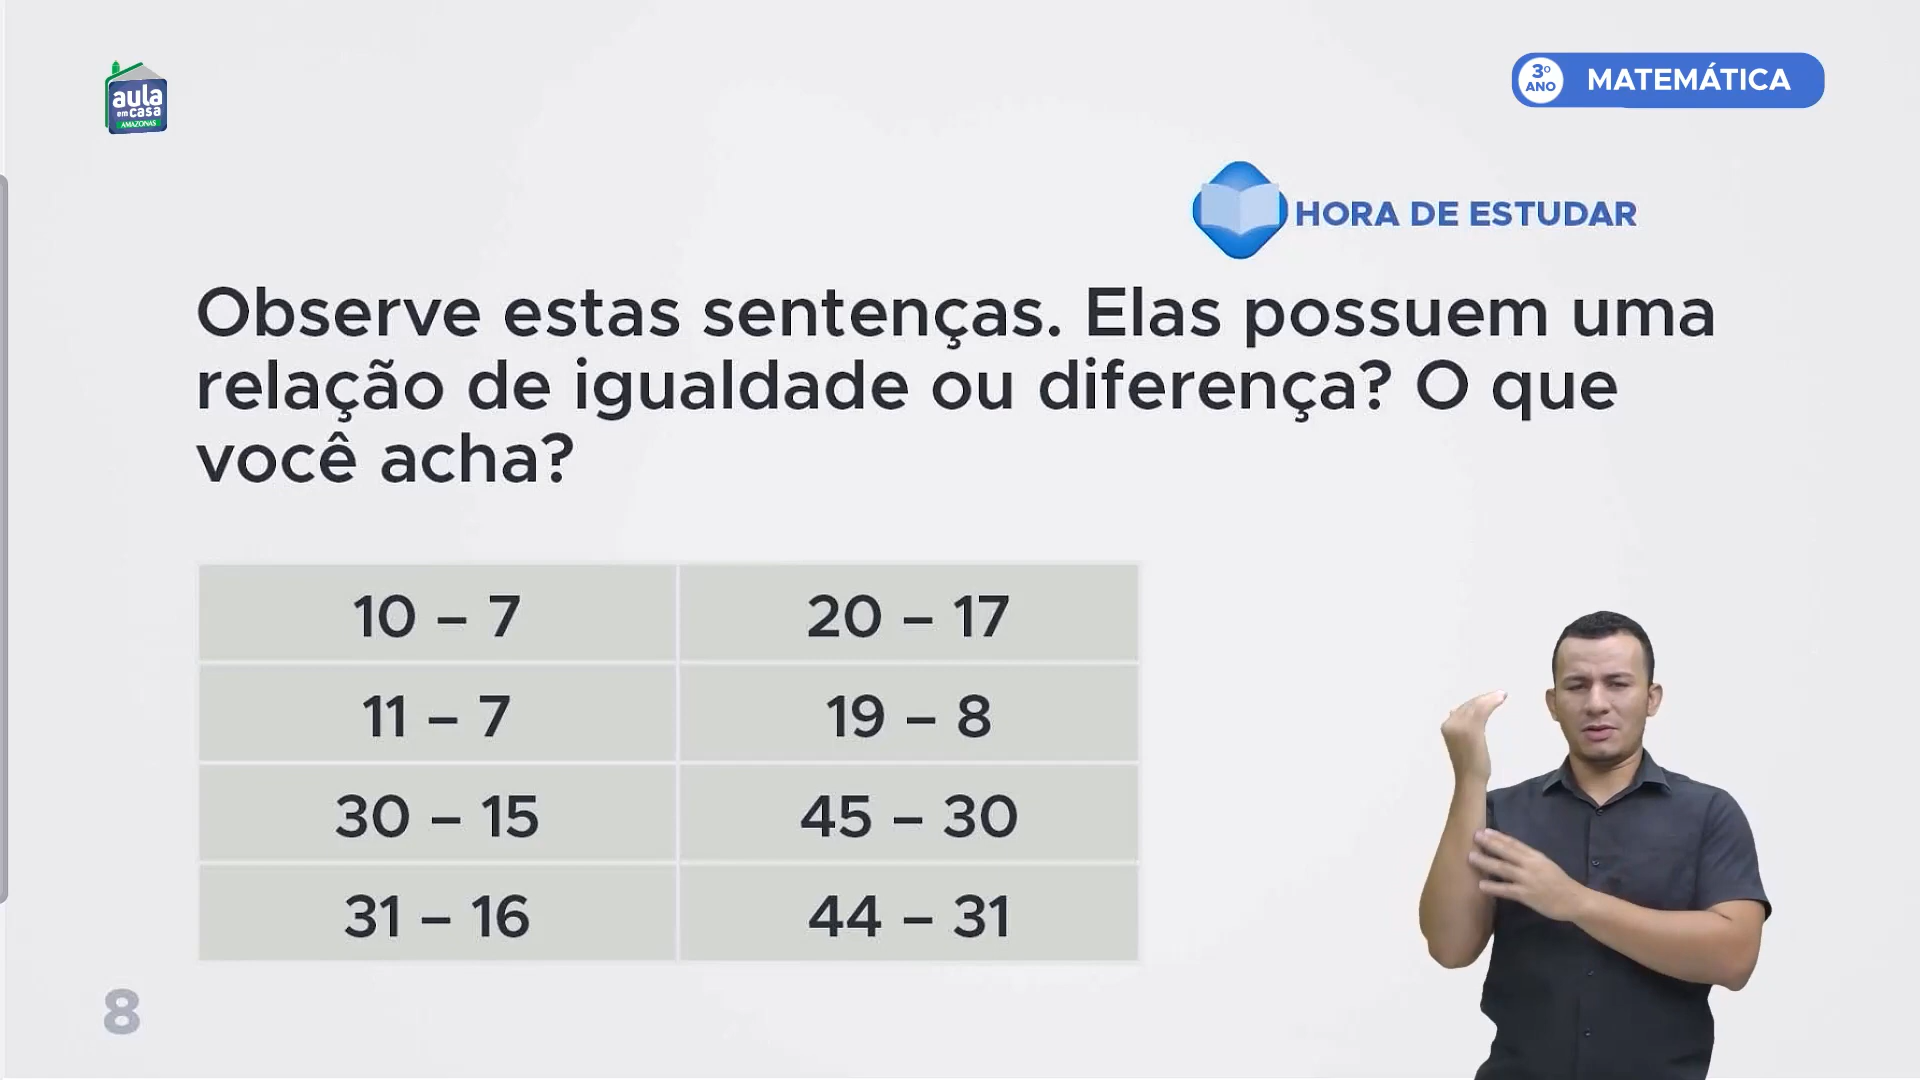 aula
em casa
AMAZONAS
3º
ANO
MATEMÁTICA
HORA DE ESTUDAR
Observe estas sentenças. Elas possuem uma
relação de igualdade ou diferença? O que
você acha?
10 – 7 20 – 17
11 – 7 19 – 8
30 – 15 45 – 30
31 – 16 44 – 31
8